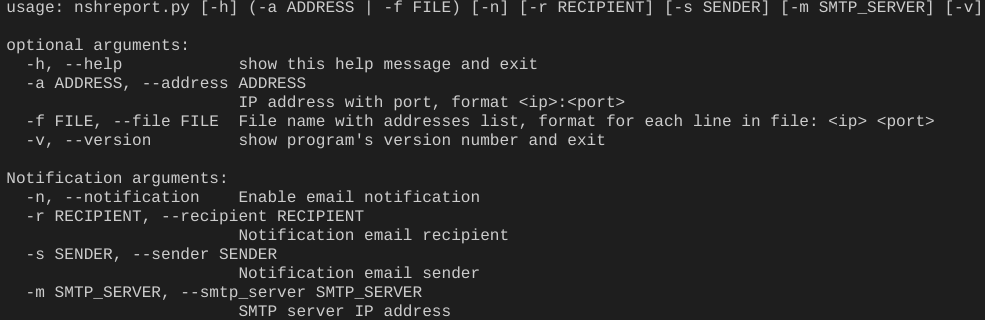 usage: nshreport.py [-h] (-a ADDRESS | -f FILE) [-n] [-r RECIPIENT] [-s SENDER] [-m SMTP_SERVER] [-v]
optional arguments:
-h, --help show this help message and exit
-a ADDRESS, --address ADDRESS
IP address with port, format <ip>:<port>
-f FILE, --file FILE File name with addresses list, format for each line in file: <ip> <port>
-v, --version show program's version number and exit
Notification arguments:
-n, --notification Enable email notification
-r RECIPIENT, --recipient RECIPIENT
Notification email recipient
-s SENDER, --sender SENDER
Notification email sender
-m SMTP_SERVER, --smtp_server SMTP_SERVER
SMTP server IP address